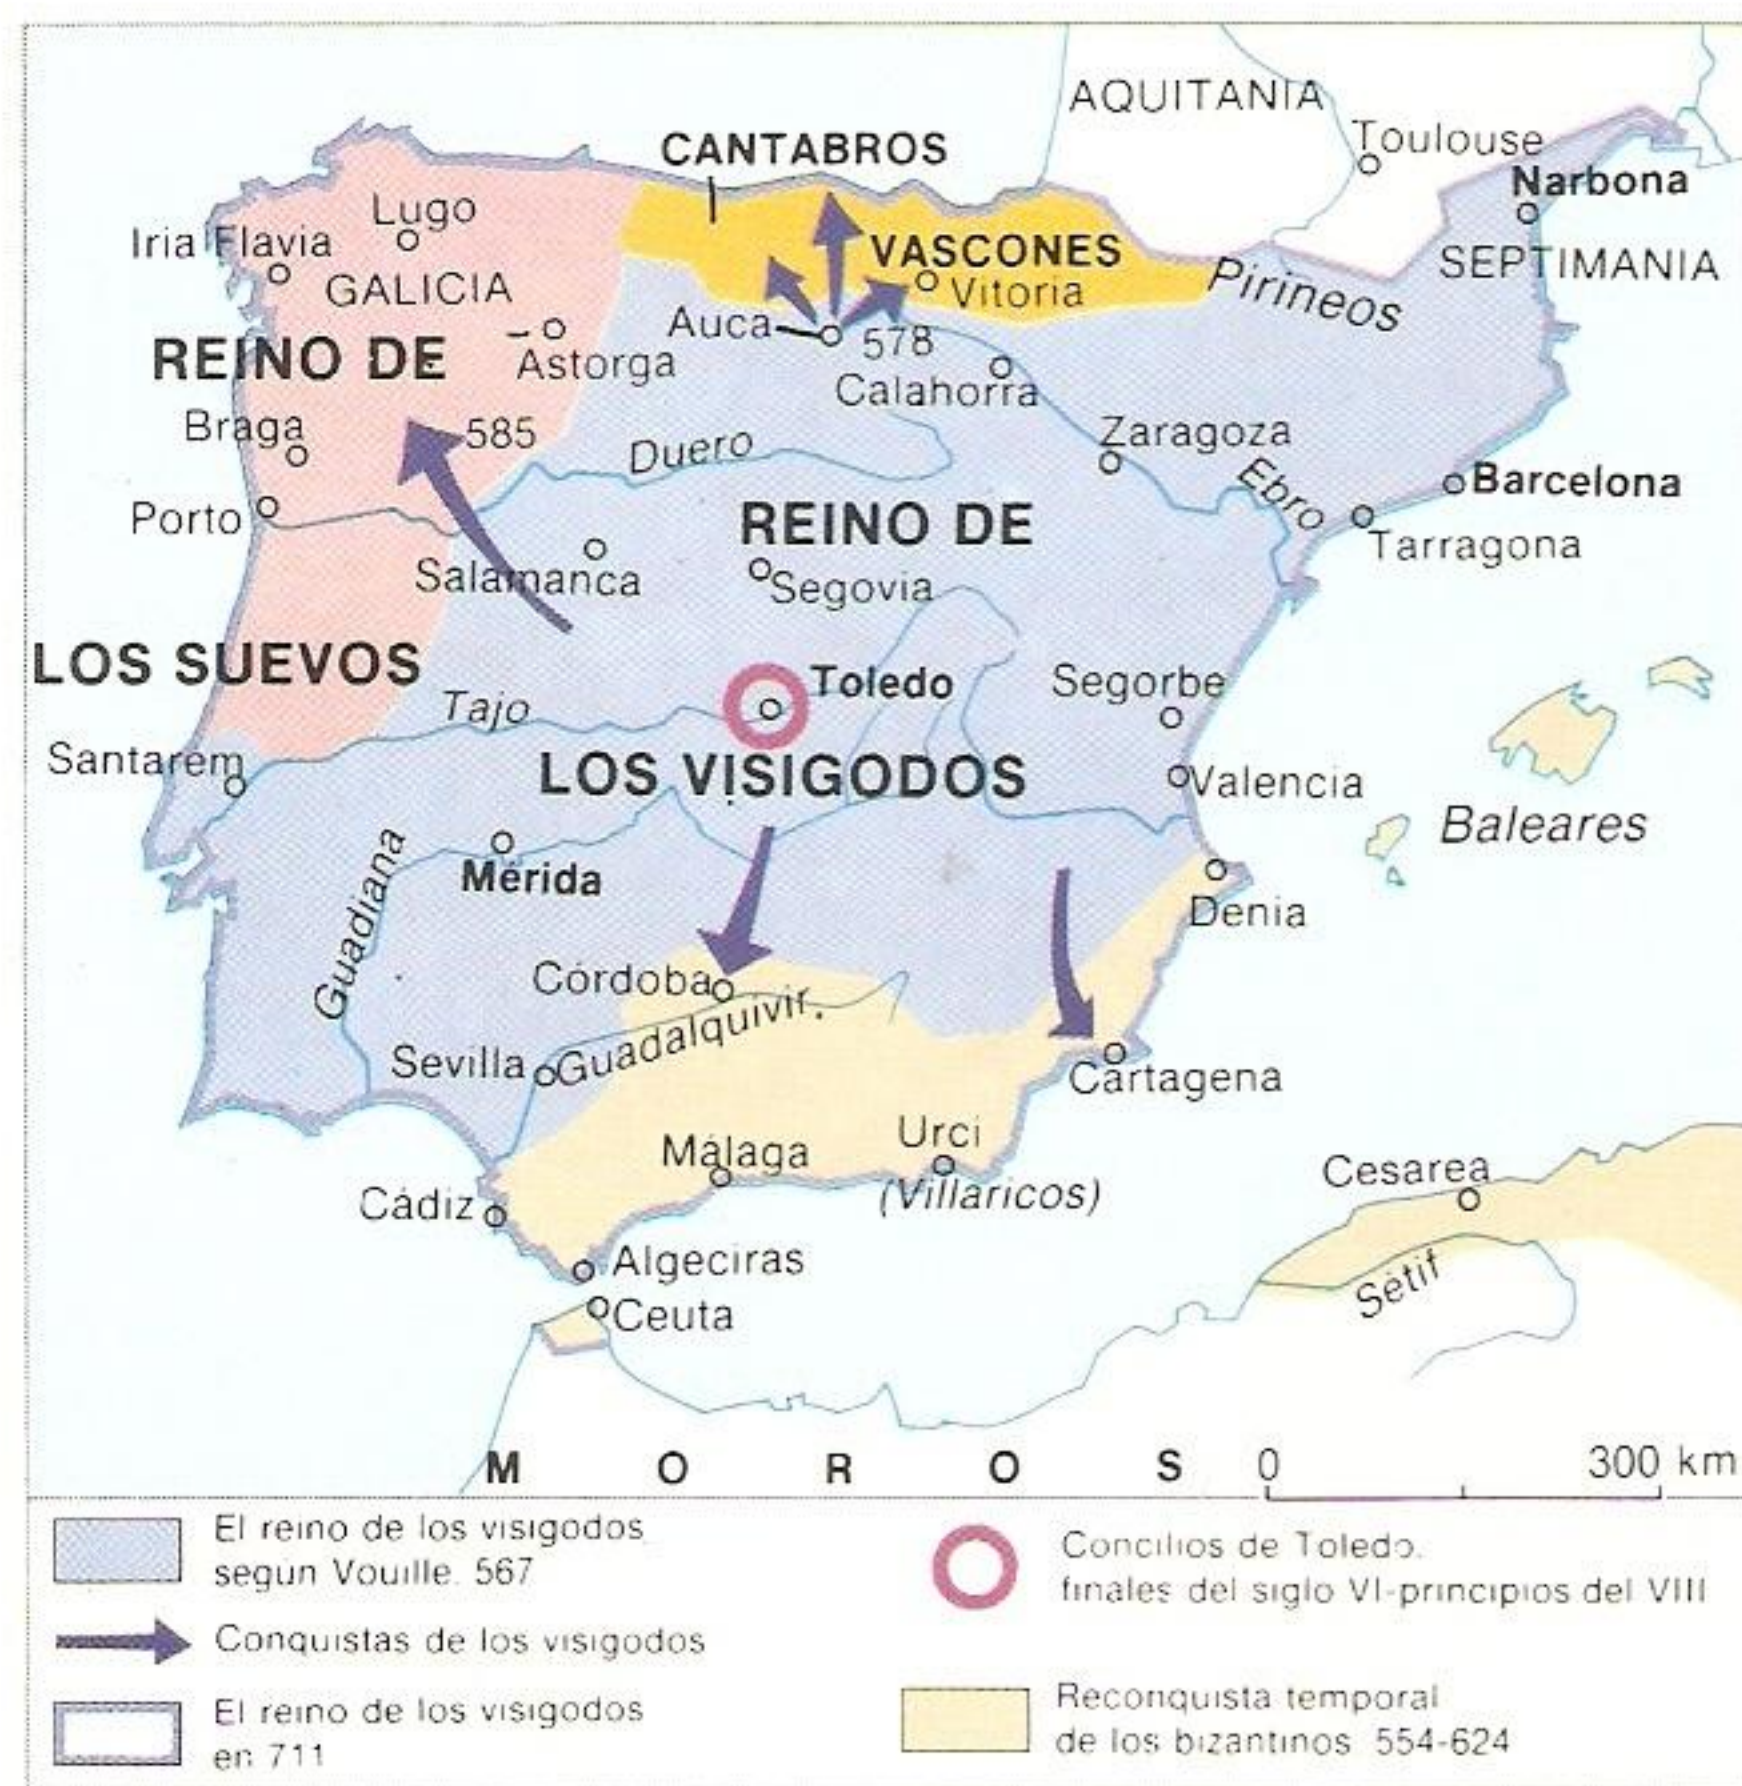 AQUITANIA
Toulouse
CANTABROS
Narbona
Lugo
Iria Flavia
VASCONES
SEPTIMANIA
GALICIA
Vitoria
Pirineos
Auca
578
REINO DE
Astorga
Calahorra
Braga
585
Duero
Zaragoza
Ebro
Barcelona
Porto
REINO DE
Tarragona
Salamanca
Segovia
LOS SUEVOS
Toledo
Segorbe
Tajo
Santarem
LOS VISIGODOS
Valencia
Baleares
Guadiana
Mérida
Denia
Córdoba
Guadalquivir.
Sevilla
Cartagena
Málaga
Urci
(Villaricos)
Cesarea
Cádiz
Algeciras
Sétif
Ceuta
M O R O S
0 300 km
El reino de los visigodos
según Vouille. 567
Conquistas de los visigodos
El reino de los visigodos
en 711
Concilios de Toledo.
finales del siglo VI-principios del VIII
Reconquista temporal
de los bizantinos 554-624